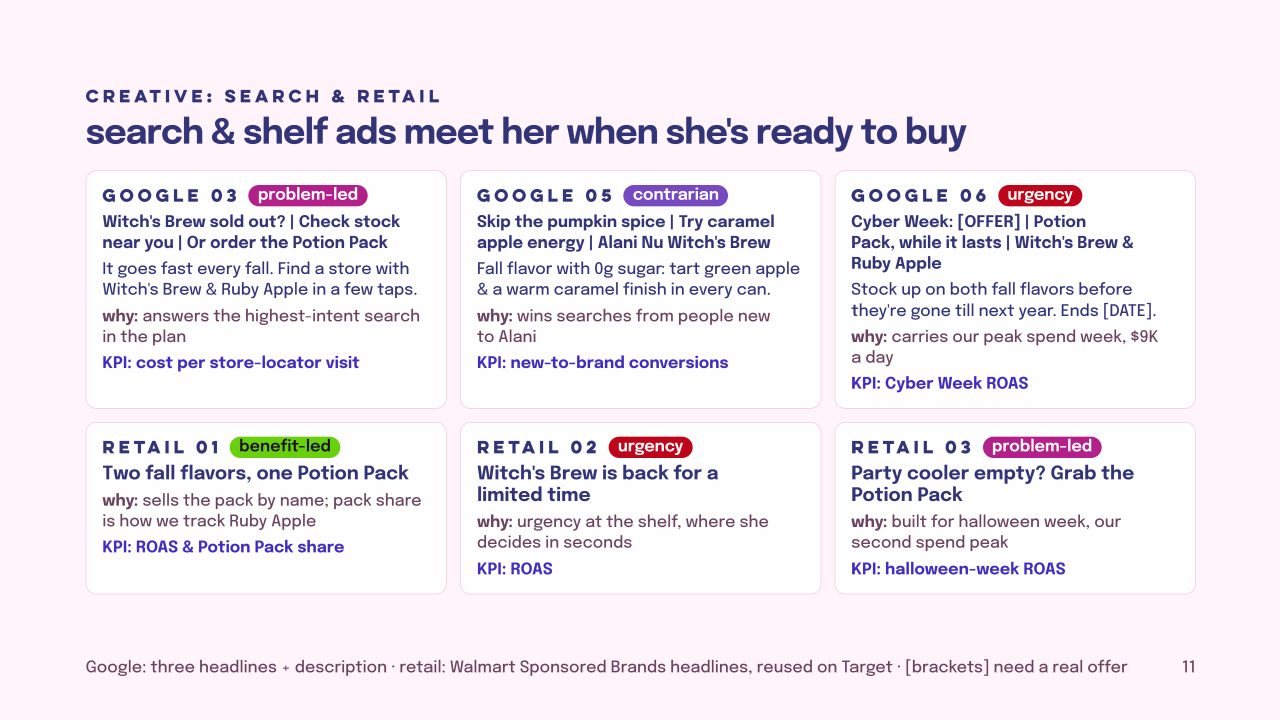 CREATIVE: SEARCH & RETAIL
search & shelf ads meet her when she's ready to buy
GOOGLE 03 problem-led
Witch's Brew sold out? | Check stock
near you | Or order the Potion Pack
It goes fast every fall. Find a store with
Witch's Brew & Ruby Apple in a few taps.
why: answers the highest-intent search
in the plan
KPI: cost per store-locator visit
GOOGLE 05 contrarian
Skip the pumpkin spice | Try caramel
apple energy | Alani Nu Witch's Brew
Fall flavor with 0g sugar: tart green apple
& a warm caramel finish in every can.
why: wins searches from people new
to Alani
KPI: new-to-brand conversions
GOOGLE 06 urgency
Cyber Week: [OFFER] | Potion
Pack, while it lasts | Witch's Brew &
Ruby Apple
Stock up on both fall flavors before
they're gone till next year. Ends [DATE].
why: carries our peak spend week, $9K
a day
KPI: Cyber Week ROAS
RETAIL 01 benefit-led
Two fall flavors, one Potion Pack
why: sells the pack by name; pack share
is how we track Ruby Apple
KPI: ROAS & Potion Pack share
RETAIL 02 urgency
Witch's Brew is back for a
limited time
why: urgency at the shelf, where she
decides in seconds
KPI: ROAS
RETAIL 03 problem-led
Party cooler empty? Grab the
Potion Pack
why: built for halloween week, our
second spend peak
KPI: halloween-week ROAS
Google: three headlines + description · retail: Walmart Sponsored Brands headlines, reused on Target · [brackets] need a real offer
11